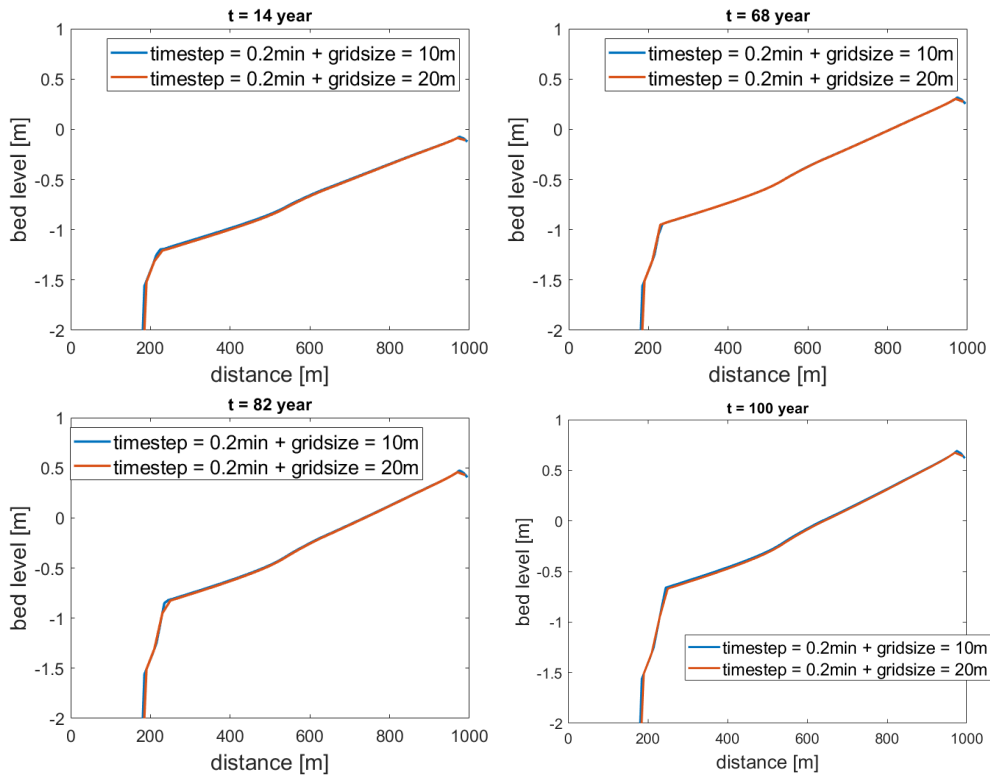 t = 14 year
1
0.5
0
-0.5
-1
-1.5
-2
bed level [m]
timestep = 0.2min + gridsize = 10m
timestep = 0.2min + gridsize = 20m
0 200 400 600 800 1000
distance [m]
t = 68 year
1
0.5
0
-0.5
-1
-1.5
-2
bed level [m]
timestep = 0.2min + gridsize = 10m
timestep = 0.2min + gridsize = 20m
0 200 400 600 800 1000
distance [m]
t = 82 year
1
0.5
0
-0.5
-1
-1.5
-2
bed level [m]
timestep = 0.2min + gridsize = 10m
timestep = 0.2min + gridsize = 20m
0 200 400 600 800 1000
distance [m]
t = 100 year
1
0.5
0
-0.5
-1
-1.5
-2
bed level [m]
timestep = 0.2min + gridsize = 10m
timestep = 0.2min + gridsize = 20m
0 200 400 600 800 1000
distance [m]